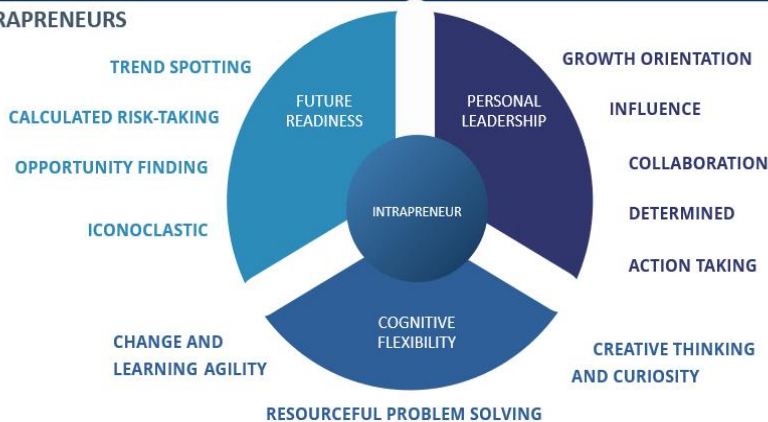 RAPRENEURS
TREND SPOTTING
CALCULATED RISK-TAKING
OPPORTUNITY FINDING
ICONOCLASTIC
FUTURE
READINESS
PERSONAL
LEADERSHIP
INTRAPRENEUR
GROWTH ORIENTATION
INFLUENCE
COLLABORATION
DETERMINED
ACTION TAKING
COGNITIVE
FLEXIBILITY
CHANGE AND
LEARNING AGILITY
CREATIVE THINKING
AND CURIOSITY
RESOURCEFUL PROBLEM SOLVING